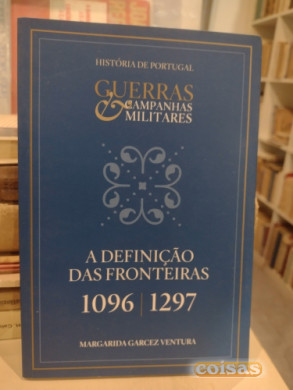 HISTÓRIA DE PORTUGAL
GUERRAS
& CAMPANHAS
MILITARES
A DEFINIÇÃO
DAS FRONTEIRAS
1096 | 1297
MARGARIDA GARCEZ VENTURA
coisas